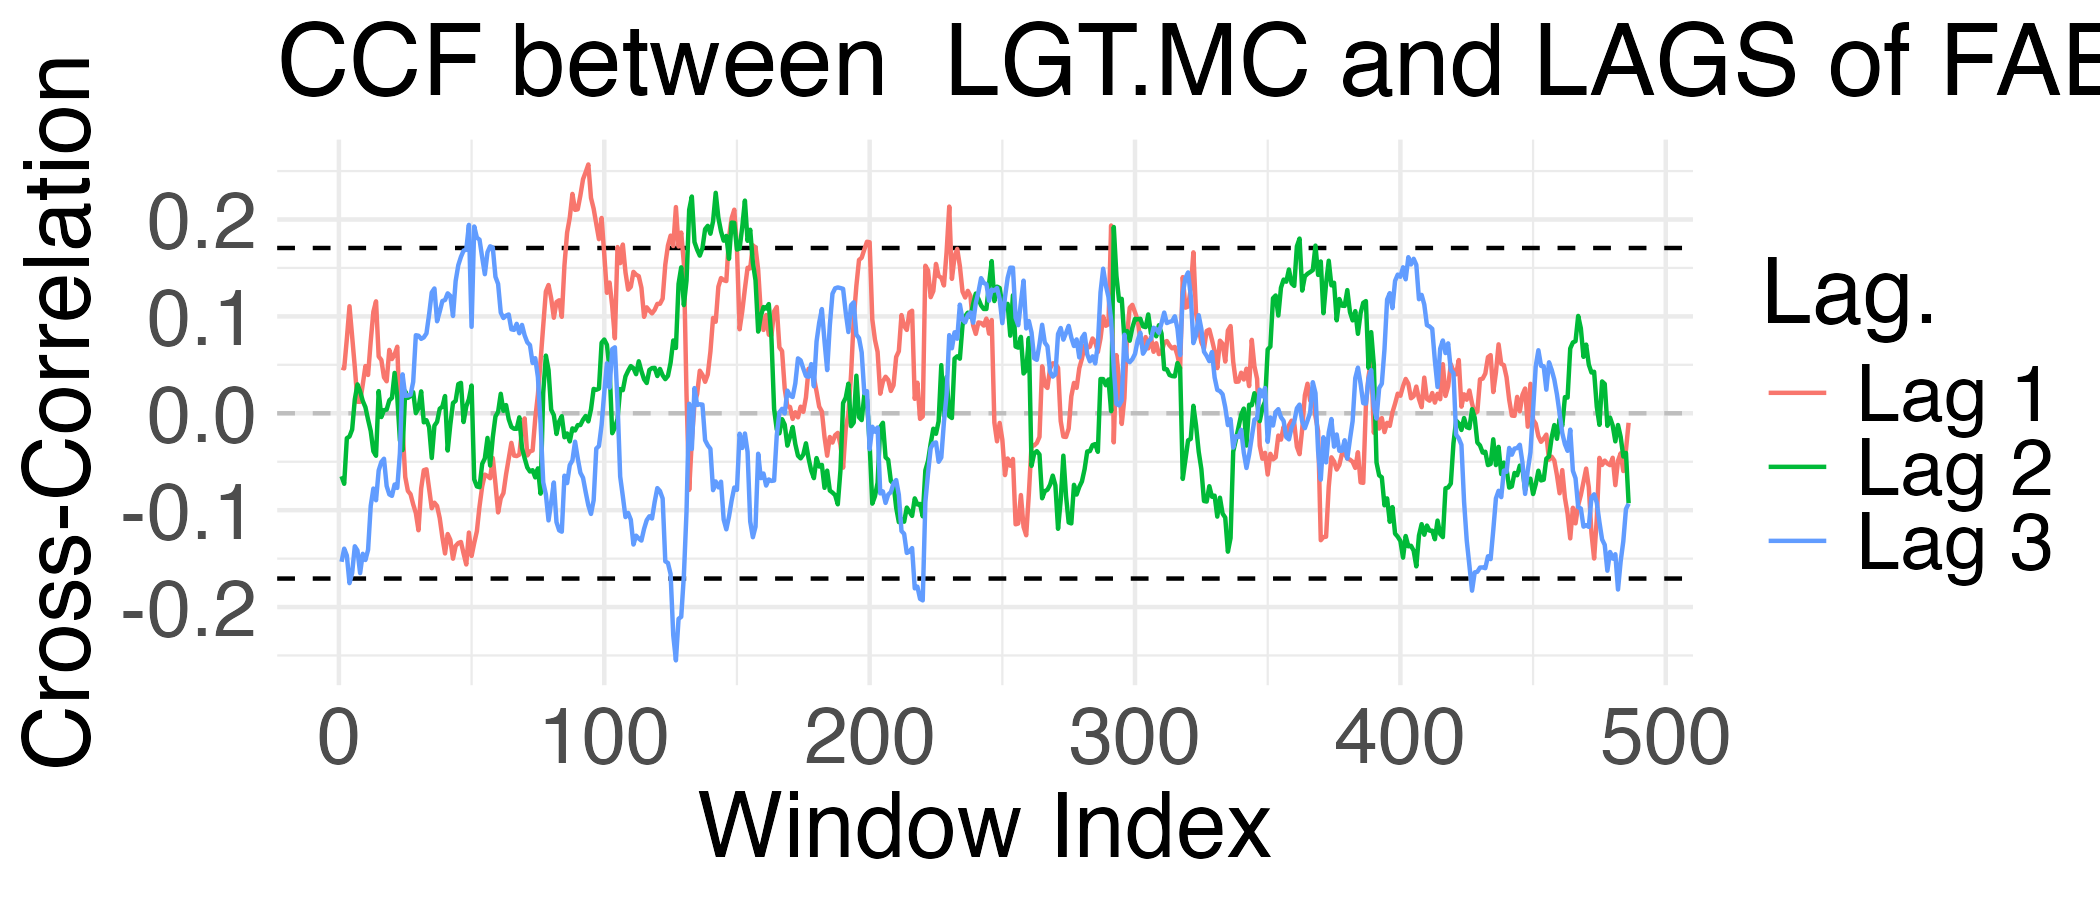 CCF between LGT.MC and LAGS of FAE
Cross-Correlation
0.2
0.1
0.0
-0.1
-0.2
0 100 200 300 400 500
Window Index
Lag.
Lag 1
Lag 2
Lag 3